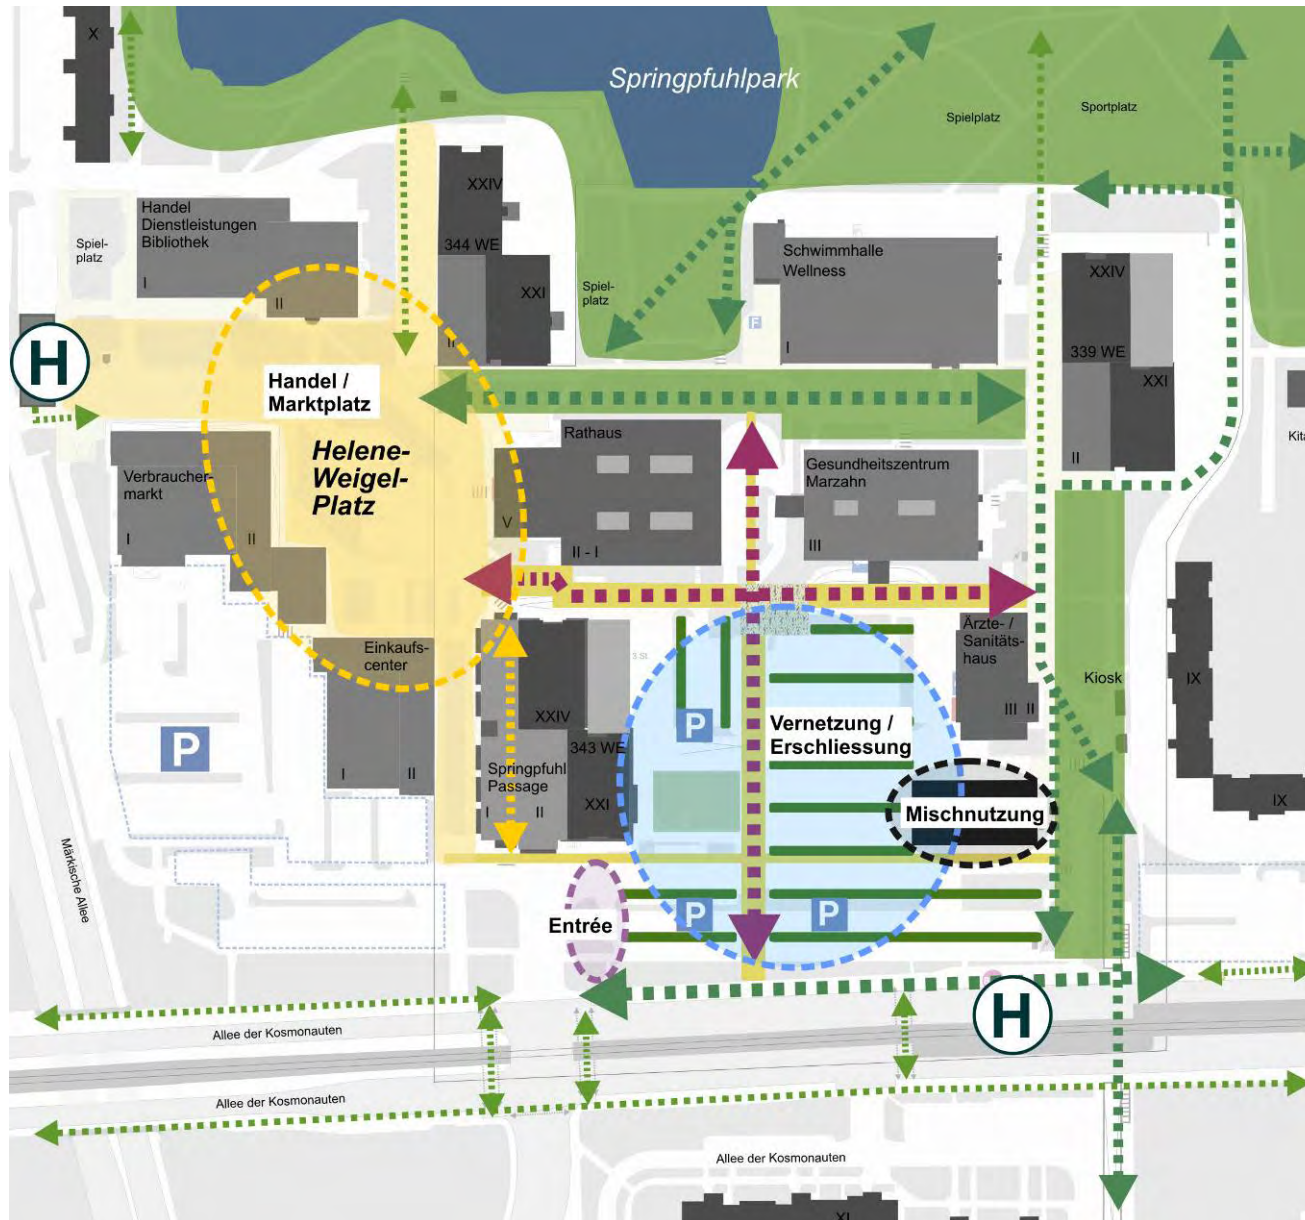 X
Springpfuhlpark
Spielplatz
Sportplatz
XXIV
344 WE
XXI
II
Handel
Dienstleistungen
Bibliothek
I
II
Spiel-
platz
Spiel-
platz
Schwimmhalle
Wellness
I
F
XXIV
339 WE
XXI
II
H
Handel /
Marktplatz
Helene-
Weigel-
Platz
Rathaus
V
II - I
Gesundheitszentrum
Marzahn
III
Kita
Verbraucher-
markt
I
II
Einkaufs-
center
I
II
P
3.St.
XXIV
343 WE
XXI
Springpfuhl
Passage
I
II
P
Vernetzung /
Erschliessung
Ärzte- /
Sanitäts-
haus
III
II
Kiosk
IX
IX
Mischnutzung
Entrée
P
P
Märkische Allee
H
Allee der Kosmonauten
Allee der Kosmonauten
Allee der Kosmonauten
XI